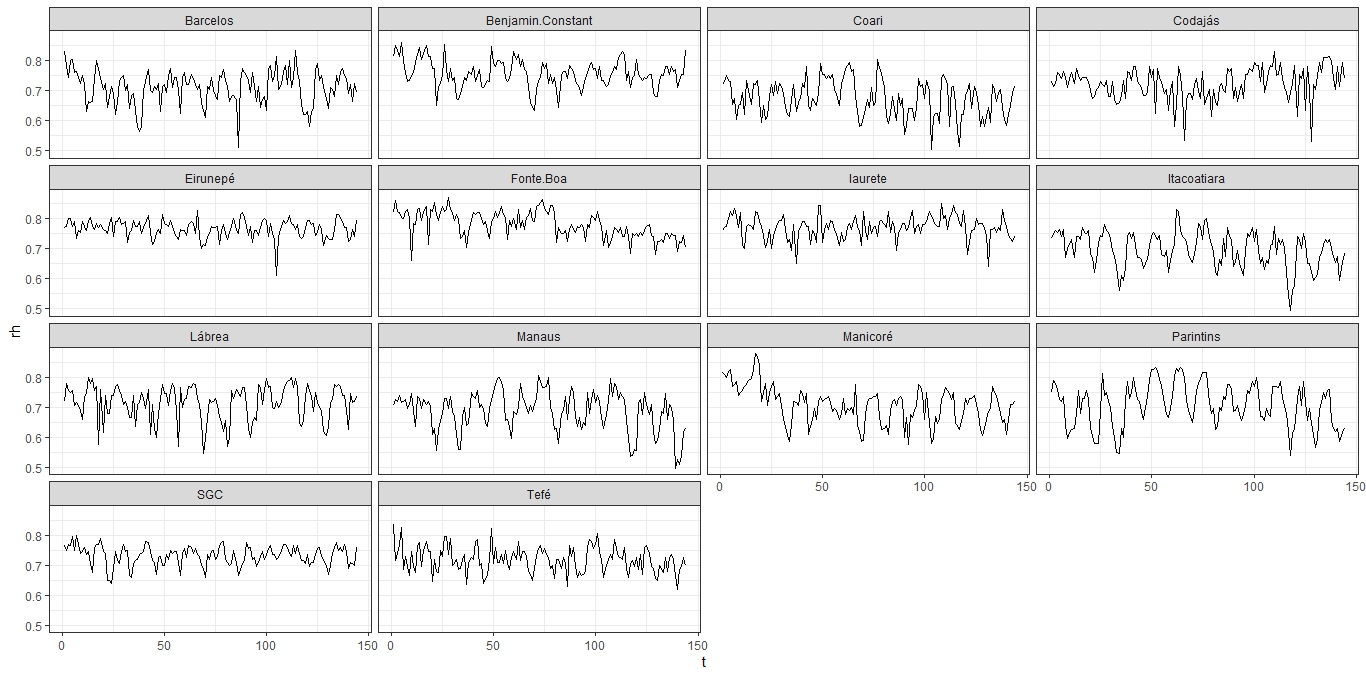 Barcelos Benjamin.Constant Coari Codajás
0.8
0.7
0.6
0.5
Eirunepé Fonte.Boa Iaurete Itacoatiara
0.8
0.7
0.6
0.5
rh
Lábrea Manaus Manicoré Parintins
0.8
0.7
0.6
0.5
0 50 100 150 0 50 100 150
SGC Tefé
0.8
0.7
0.6
0.5
0 50 100 150 0 50 100 150
t